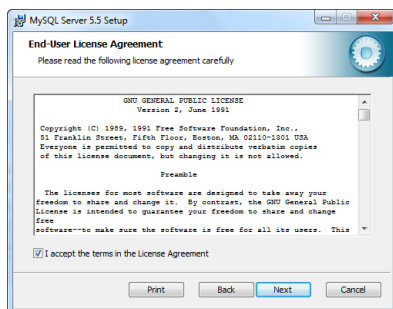 MySQL Server 5.5 Setup
End-User License Agreement
Please read the following license agreement carefully
GNU GENERAL PUBLIC LICENSE
Version 2, June 1991
Copyright (C) 1989, 1991 Free Software Foundation, Inc.,
51 Franklin Street, Fifth Floor, Boston, MA 02110-1301 USA
Everyone is permitted to copy and distribute verbatim copies
of this license document, but changing it is not allowed.
Preamble
The licenses for most software are designed to take away your
freedom to share and change it. By contrast, the GNU General Public
License is intended to guarantee your freedom to share and change
free
software--to make sure the software is free for all its users. This
I accept the terms in the License Agreement
Print Back Next Cancel